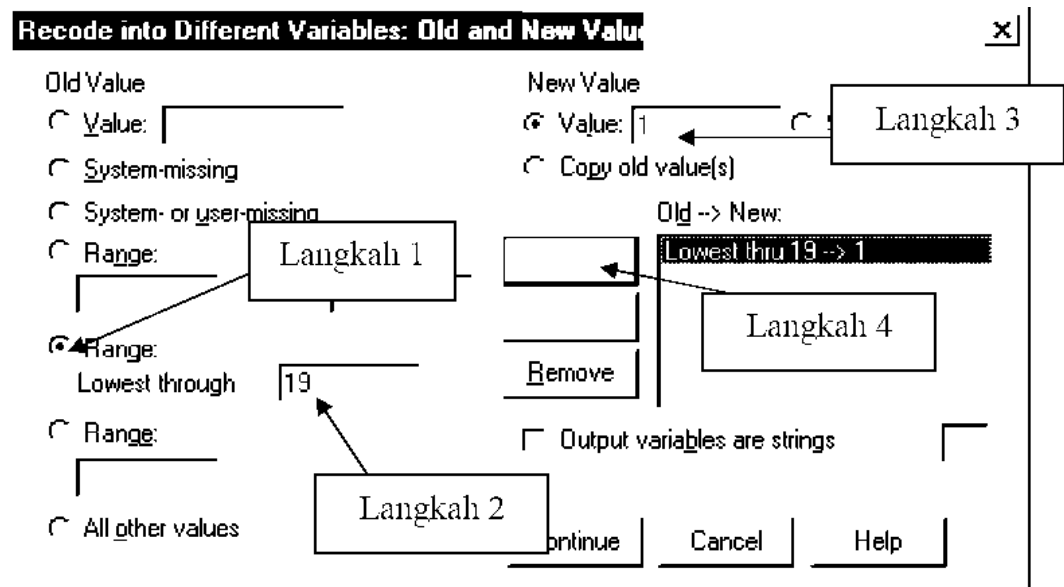 Recode into Different Variables: Old and New Valu
Old Value
Value:
System-missing
System- or user-missing
Range:
Range:
Lowest through 19
Range:
All other values
New Value
Value: 1
Copy old value(s)
Old --> New:
Lowest thru 19 --> 1
Remove
Output variables are strings
ontinue
Cancel
Help
Langkah 1
Langkah 2
Langkah 3
Langkah 4